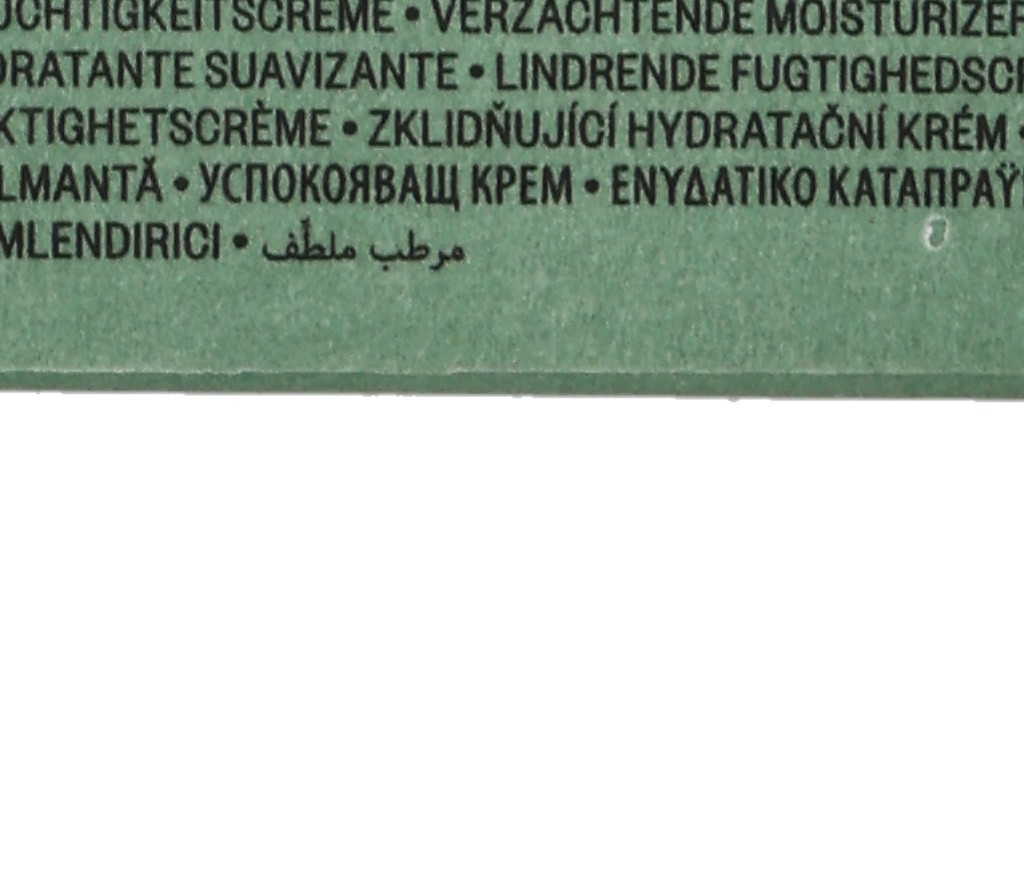 UCHTIGKEITSCREME • VERZACHTENDE MOISTURIZER
DRATANTE SUAVIZANTE • LINDRENDE FUGTIGHEDSC
KTIGHETSCRÈME • ZKLIDŇUJÍCÍ HYDRATAČNÍ KRÉM •
LMANTĂ • УСПОКОЯВАЩ КРЕМ • ΕΝΥΔΑΤΙΚΟ ΚΑΤΑΠΡΑΫ
MLENDIRICI • مرطب ملطّف